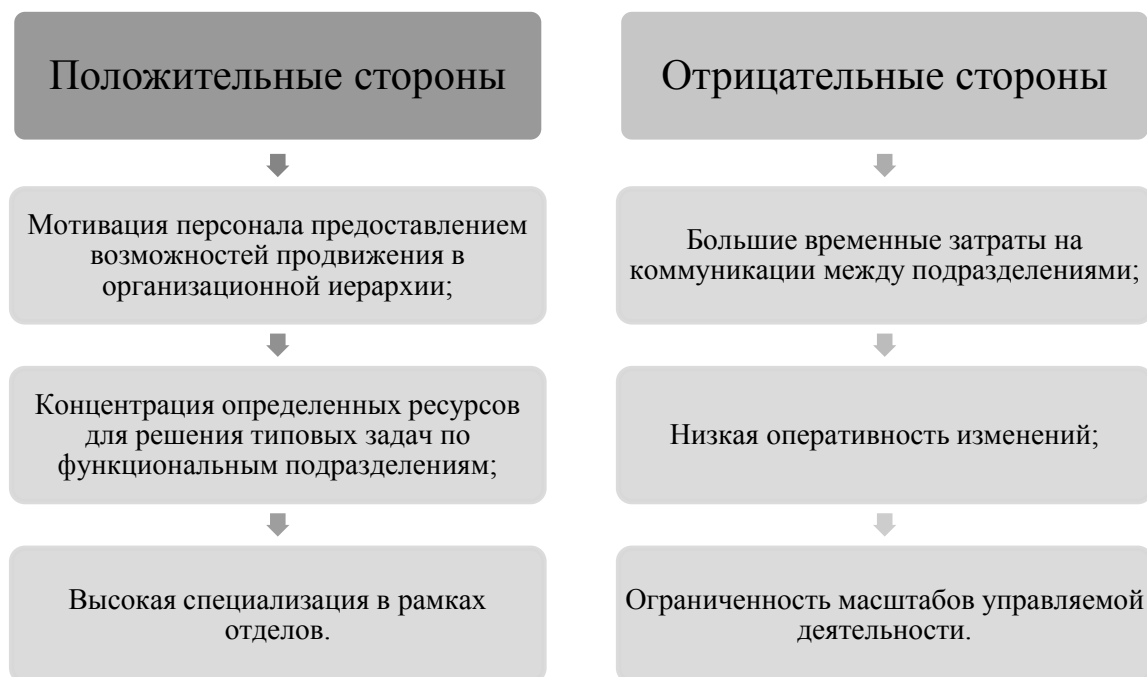 Положительные стороны
Мотивация персонала предоставлением
возможностей продвижения в
организационной иерархии;
Концентрация определенных ресурсов
для решения типовых задач по
функциональным подразделениям;
Высокая специализация в рамках
отделов.
Отрицательные стороны
Большие временные затраты на
коммуникации между подразделениями;
Низкая оперативность изменений;
Ограниченность масштабов управляемой
деятельности.